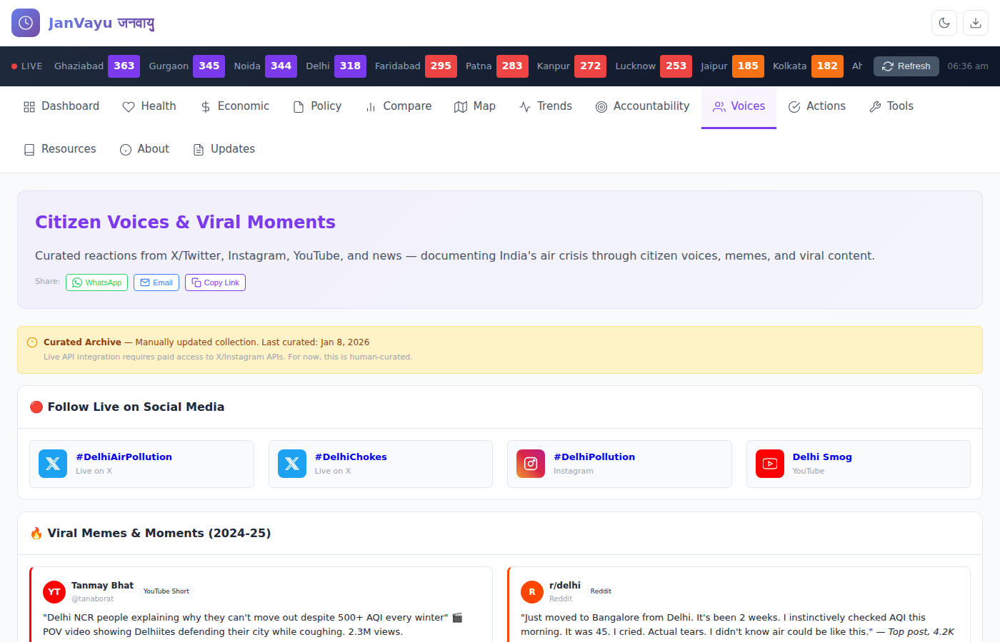 JanVayu जनवायु
LIVE Ghaziabad 363 Gurgaon 345 Noida 344 Delhi 318 Faridabad 295 Patna 283 Kanpur 272 Lucknow 253 Jaipur 185 Kolkata 182 Refresh 06:36 am
Dashboard Health Economic Policy Compare Map Trends Accountability Voices Actions Tools
Resources About Updates
Citizen Voices & Viral Moments
Curated reactions from X/Twitter, Instagram, YouTube, and news — documenting India's air crisis through citizen voices, memes, and viral content.
Share: WhatsApp Email Copy Link
Curated Archive — Manually updated collection. Last curated: Jan 8, 2026
Live API integration requires paid access to X/Instagram APIs. For now, this is human-curated.
🔴 Follow Live on Social Media
#DelhiAirPollution
Live on X
#DelhiChokes
Live on X
#DelhiPollution
Instagram
Delhi Smog
YouTube
🔥 Viral Memes & Moments (2024-25)
YT Tanmay Bhat YouTube Short
@tanaborat
"Delhi NCR people explaining why they can't move out despite 500+ AQI every winter" 🎬
POV video showing Delhiites defending their city while coughing. 2.3M views.
R r/delhi Reddit
Reddit
"Just moved to Bangalore from Delhi. It's been 2 weeks. I instinctively checked AQI this
morning. It was 45. I cried. Actual tears. I didn't know air could be like this." — Top post, 4.2K